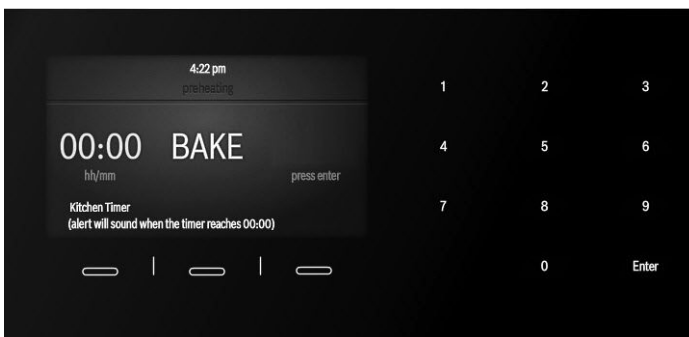 4:22 pm
preheating
00:00 BAKE
hh/mm
press enter
Kitchen Timer
(alert will sound when the timer reaches 00:00)
1 2 3
4 5 6
7 8 9
0 Enter